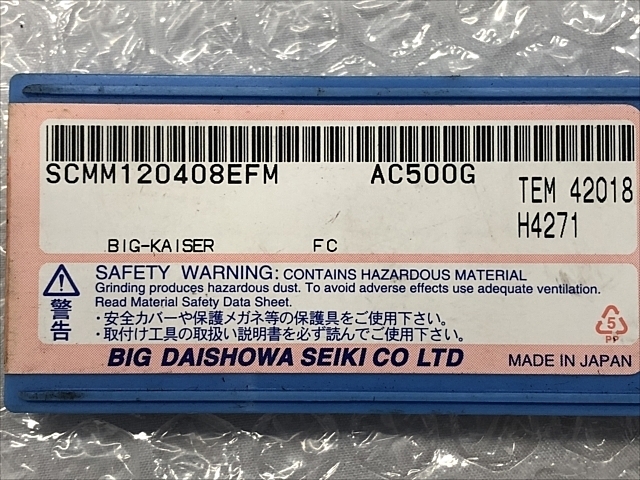 SCMM120408EFM AC500G
TEM 42018
H4271
BIG-KAISER FC
SAFETY WARNING: CONTAINS HAZARDOUS MATERIAL
Grinding produces hazardous dust. To avoid adverse effects use adequate ventilation.
Read Material Safety Data Sheet.
警告
・安全カバーや保護メガネ等の保護具をご使用下さい。
・取付け工具の取扱い説明書を必ず読んでご使用下さい。
5
PP
BIG DAISHOWA SEIKI CO LTD
MADE IN JAPAN